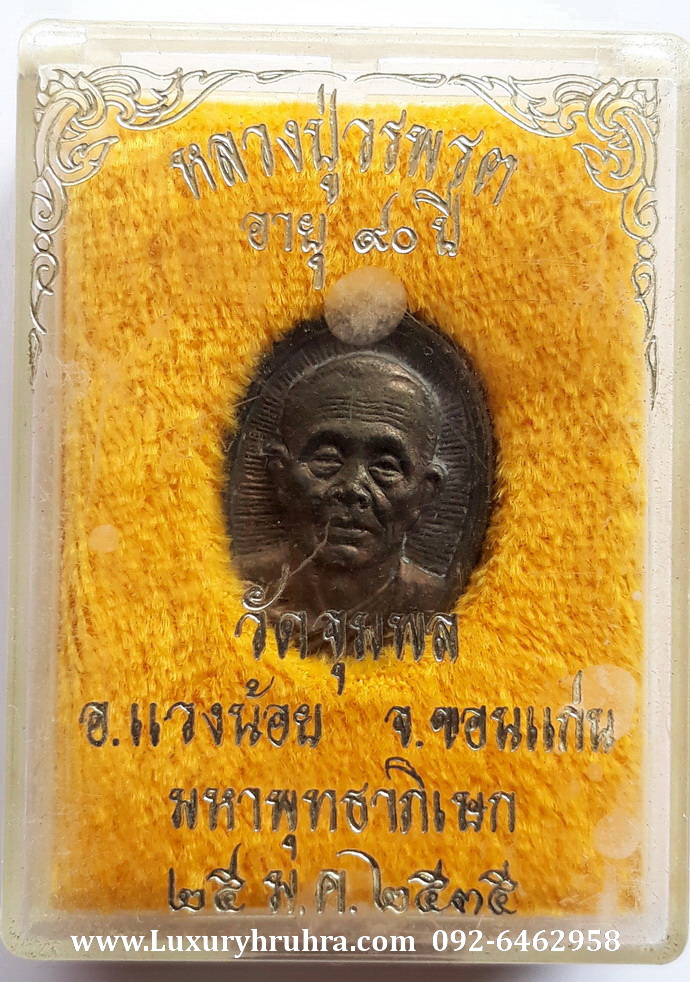 หลวงปู่วรพรต
อายุ ๙๐ ปี
วัดจุมพล
อ.แวงน้อย จ.ขอนแก่น
มหาพุทธาภิเษก
๒๕ ม.ค. ๒๕๓๕
www.Luxuryhruhra.com 092-6462958